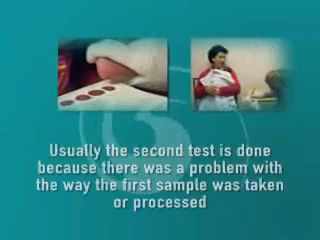 Usually the second test is done
because there was a problem with
the way the first sample was taken
or processed